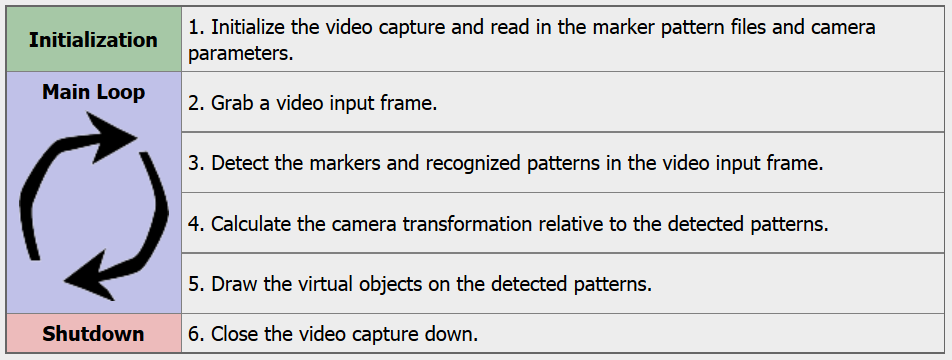 Initialization
1. Initialize the video capture and read in the marker pattern files and camera
parameters.
Main Loop
2. Grab a video input frame.
3. Detect the markers and recognized patterns in the video input frame.
4. Calculate the camera transformation relative to the detected patterns.
5. Draw the virtual objects on the detected patterns.
Shutdown
6. Close the video capture down.